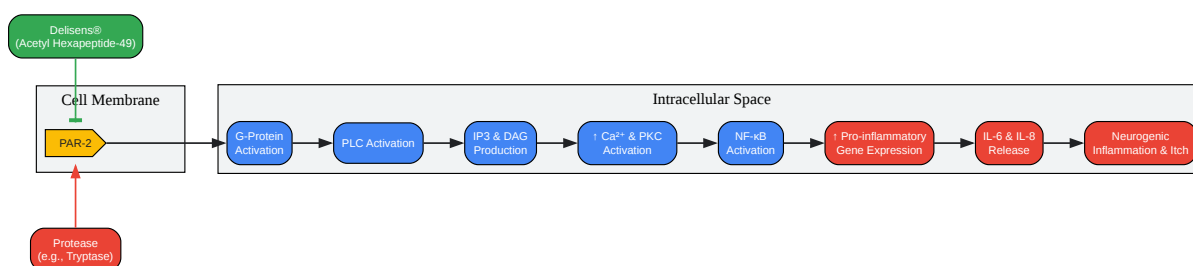 Delisens®
(Acetyl Hexapeptide-49)
Cell Membrane
PAR-2
Protease
(e.g., Tryptase)
Intracellular Space
G-Protein
Activation
PLC Activation
IP3 & DAG
Production
↑ Ca²⁺ & PKC
Activation
NF-κB
Activation
↑ Pro-inflammatory
Gene Expression
IL-6 & IL-8
Release
Neurogenic
Inflammation & Itch